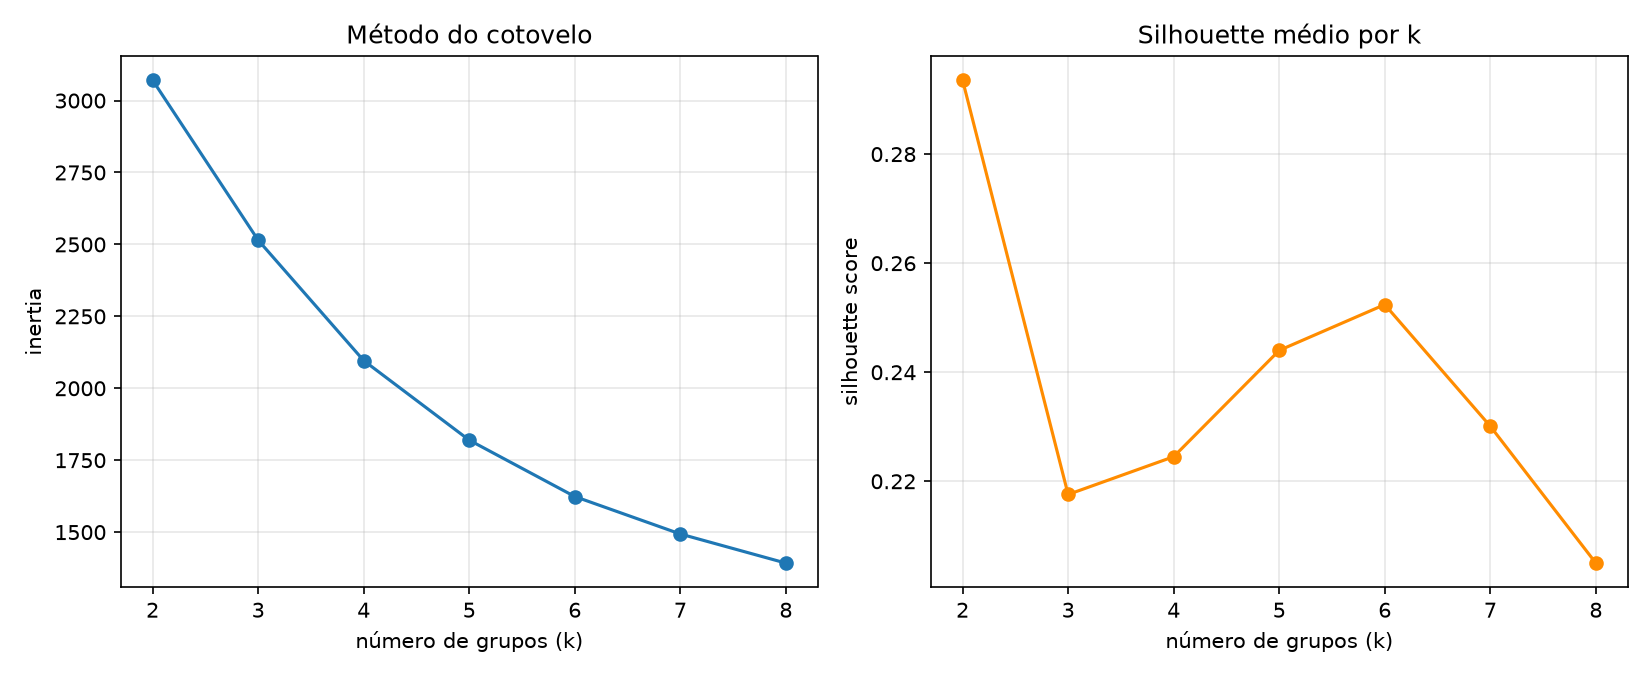 Método do cotovelo
3000
2750
2500
2250
2000
1750
1500
inertia
2 3 4 5 6 7 8
número de grupos (k)
Silhouette médio por k
0.28
0.26
0.24
0.22
silhouette score
2 3 4 5 6 7 8
número de grupos (k)